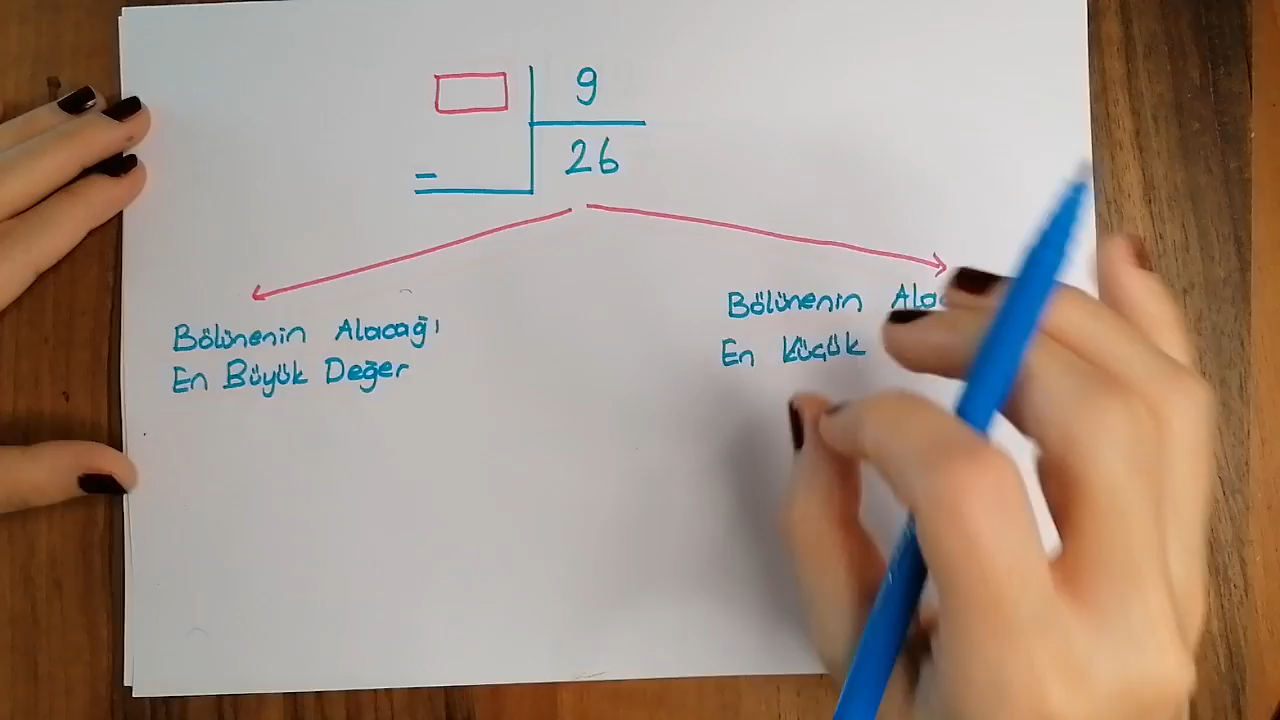 9
26
-
Bölünenin Alacağı
En Büyük Değer
Bölünenin
En Küçük